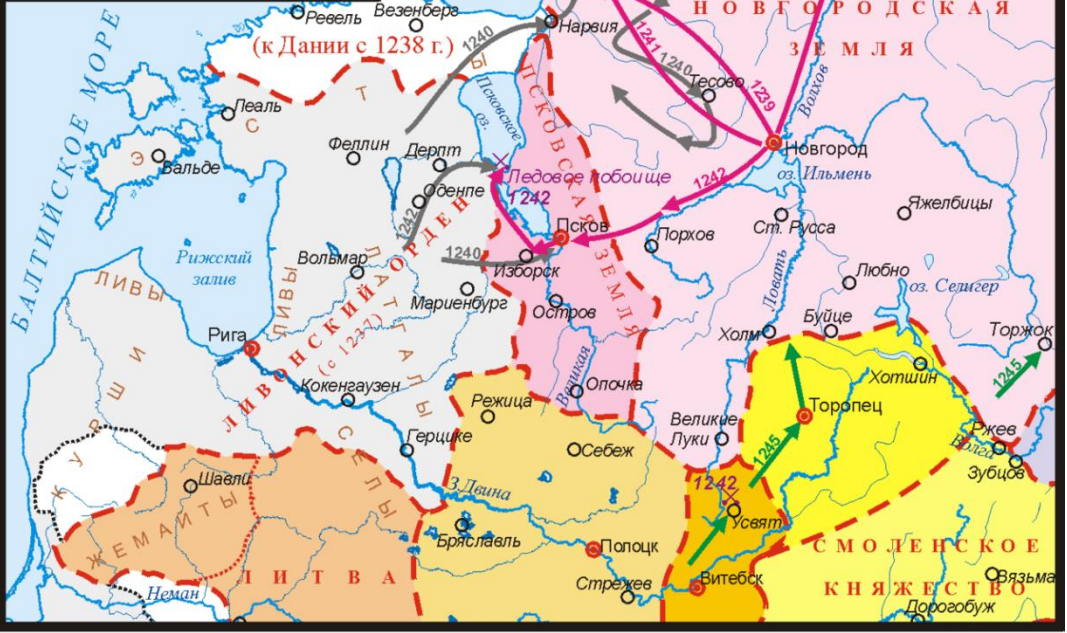 НОВГОРОДСКАЯ
ЗЕМЛЯ
БАЛТИЙСКОЕ МОРЕ
Ревель
Везенберг
(к Дании с 1238 г.)
1240
Нарвия
1241
1240
Тесово
1239
Волхов
Леаль
ЭСТЫ
Псковское
оз.
ПСКОВСКАЯ ЗЕМЛЯ
Вальде
Феллин
Дерпт
Новгород
оз. Ильмень
Ледовое побоище
1242
Оденпе
1242
1242
Псков
Порхов
Ст. Русса
Яжелбицы
Рижский
залив
Вольмар
1240
Изборск
Ловать
Любно
оз. Селигер
ЛИВЫ
ЛИВЫ
ЛАТГАЛЫ
Мариенбург
Остров
Холм
Буйце
Торжок
Рига
ЛИВОНСКИЙ ОРДЕН
(с 1237)
Великая
Хотшин
1245
КУРШИ
Кокенгаузен
Режица
Опочка
Торопец
Великие
Луки
Герцике
СЕЛЫ
Себеж
1245
Ржев
Волга
Зубцов
Шавли
ЖЕМАЙТЫ
З.Двина
1242
Усвят
Бряславль
Полоцк
СМОЛЕНСКОЕ
КНЯЖЕСТВО
ЛИТВА
Неман
Стрежев
Витебск
Вязьма
Дорогобуж